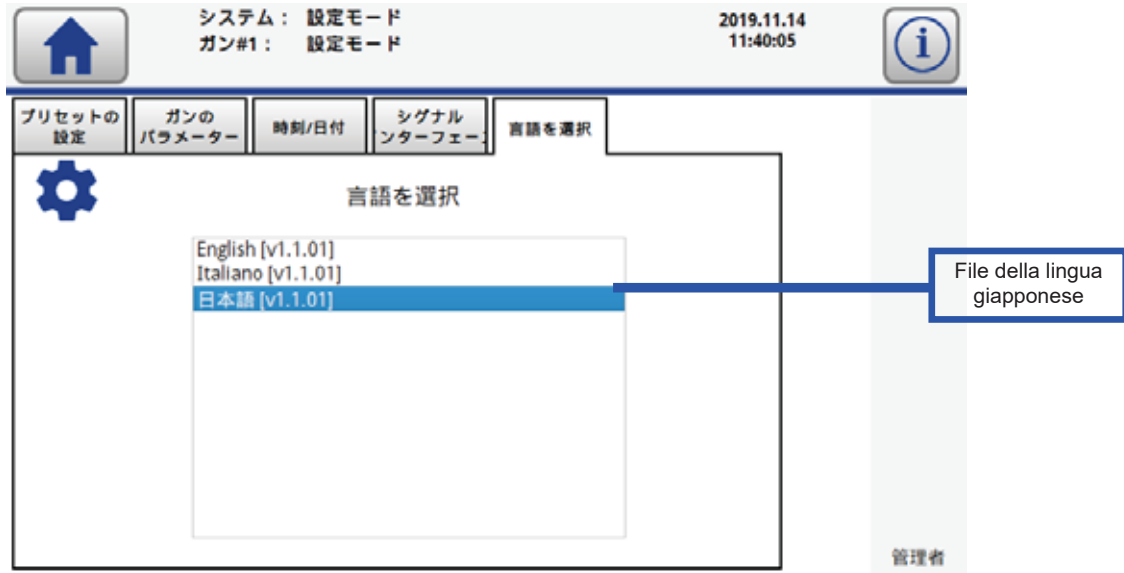 システム： 設定モード
ガン#1： 設定モード
2019.11.14
11:40:05
i
プリセットの
設定
ガンの
パラメーター
時刻/日付
シグナル
ンターフェー
言語を選択
言語を選択
English [v1.1.01]
Italiano [v1.1.01]
日本語 [v1.1.01]
File della lingua
giapponese
管理者